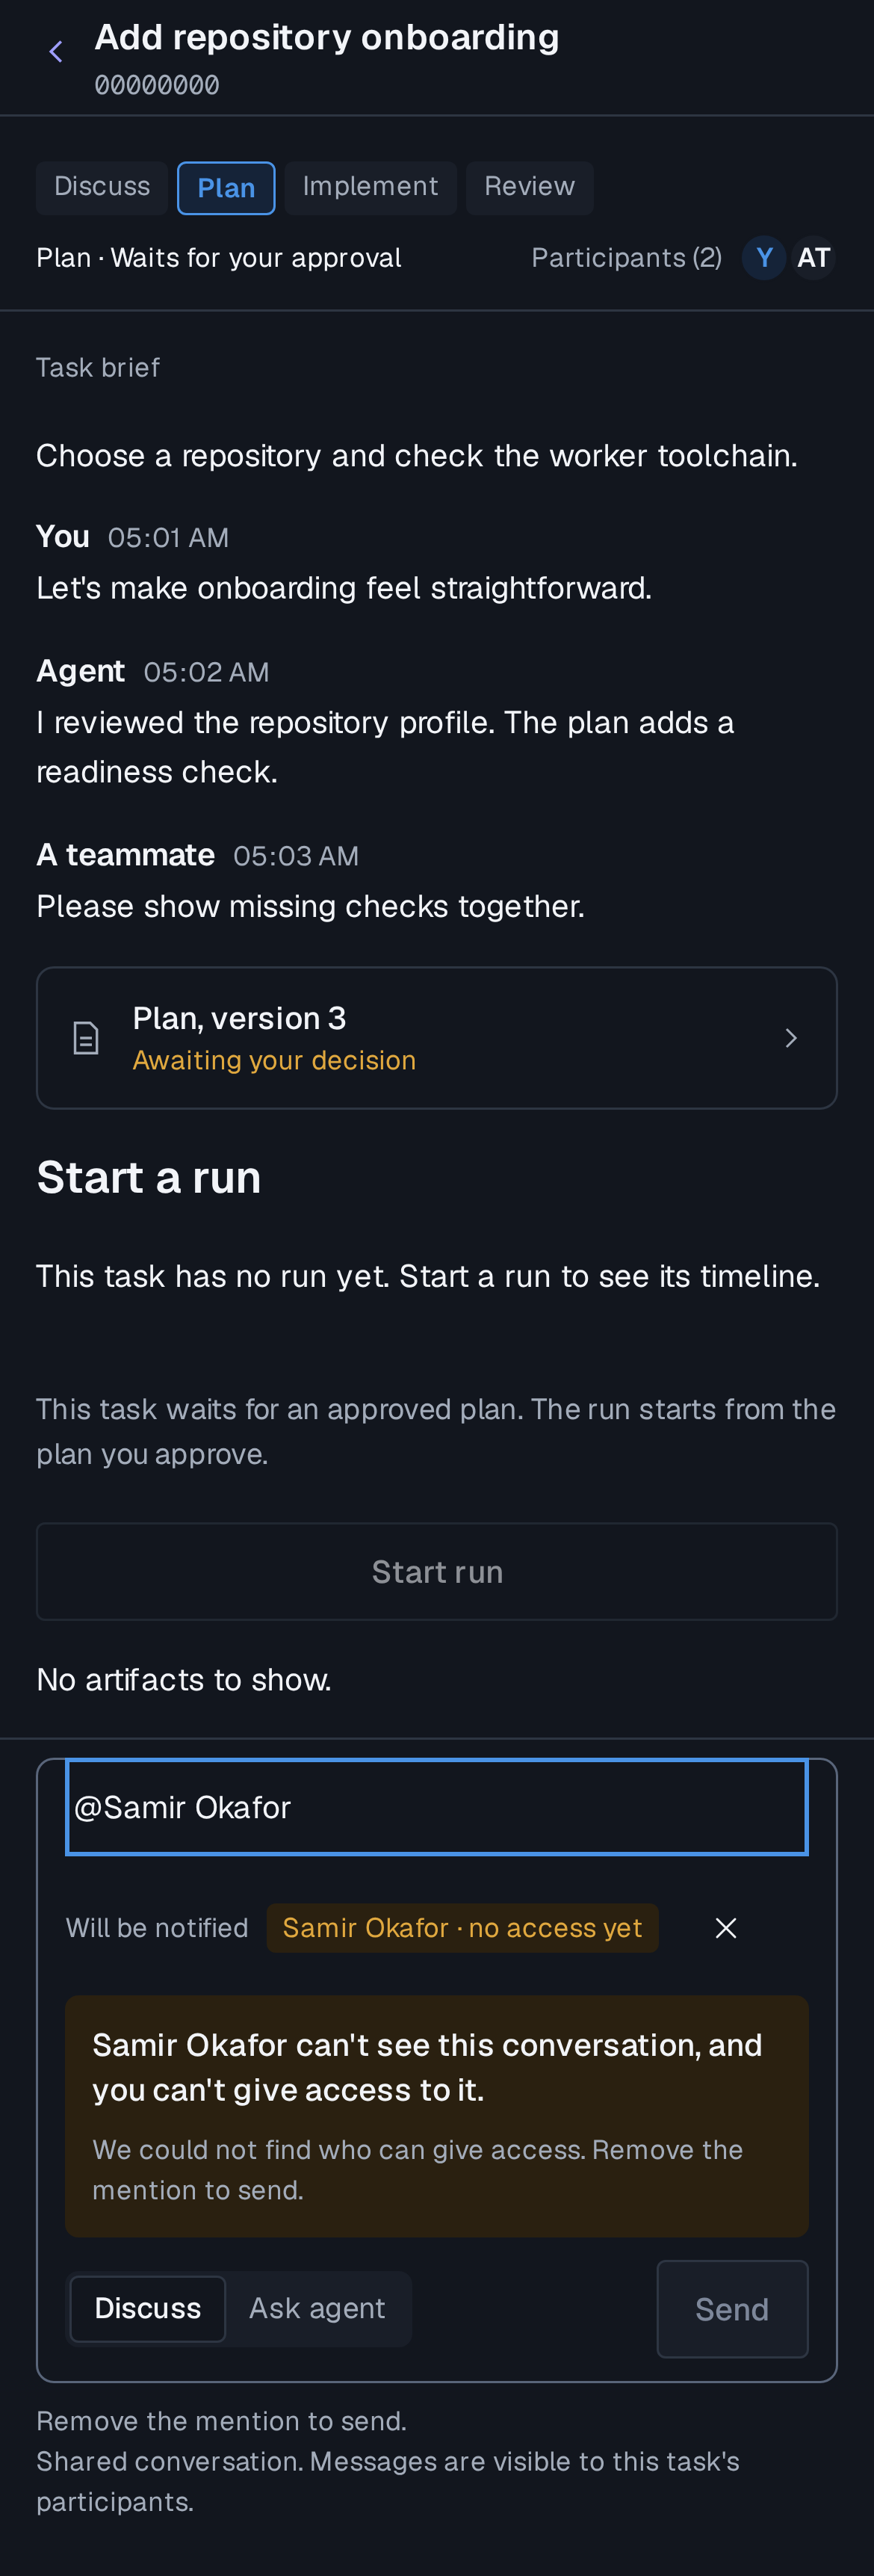 Add repository onboarding
00000000
Discuss Plan Implement Review
Plan · Waits for your approval Participants (2) Y AT
Task brief
Choose a repository and check the worker toolchain.
You 05:01 AM
Let's make onboarding feel straightforward.
Agent 05:02 AM
I reviewed the repository profile. The plan adds a
readiness check.
A teammate 05:03 AM
Please show missing checks together.
Plan, version 3
Awaiting your decision
Start a run
This task has no run yet. Start a run to see its timeline.
This task waits for an approved plan. The run starts from the
plan you approve.
Start run
No artifacts to show.
@Samir Okafor
Will be notified Samir Okafor · no access yet
Samir Okafor can't see this conversation, and
you can't give access to it.
We could not find who can give access. Remove the
mention to send.
Discuss Ask agent Send
Remove the mention to send.
Shared conversation. Messages are visible to this task's
participants.